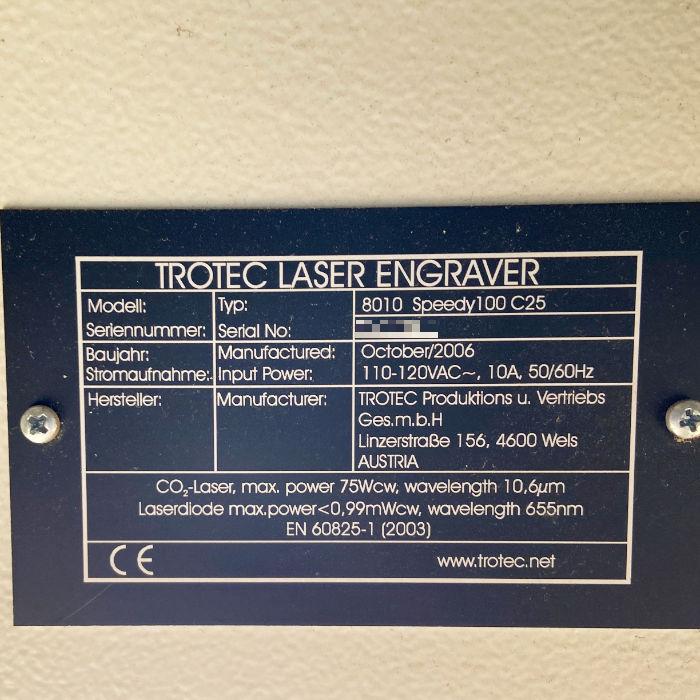 TROTEC LASER ENGRAVER
Modell: Typ: 8010 Speedy100 C25
Seriennummer: Serial No:
Baujahr: Manufactured: October/2006
Stromaufnahme: Input Power: 110-120VAC~, 10A, 50/60Hz
Hersteller: Manufacturer: TROTEC Produktions u. Vertriebs
Ges.m.b.H
Linzerstraße 156, 4600 Wels
AUSTRIA
CO₂-Laser, max. power 75Wcw, wavelength 10,6µm
Laserdiode max.power<0,99mWcw, wavelength 655nm
EN 60825-1 (2003)
CE www.trotec.net